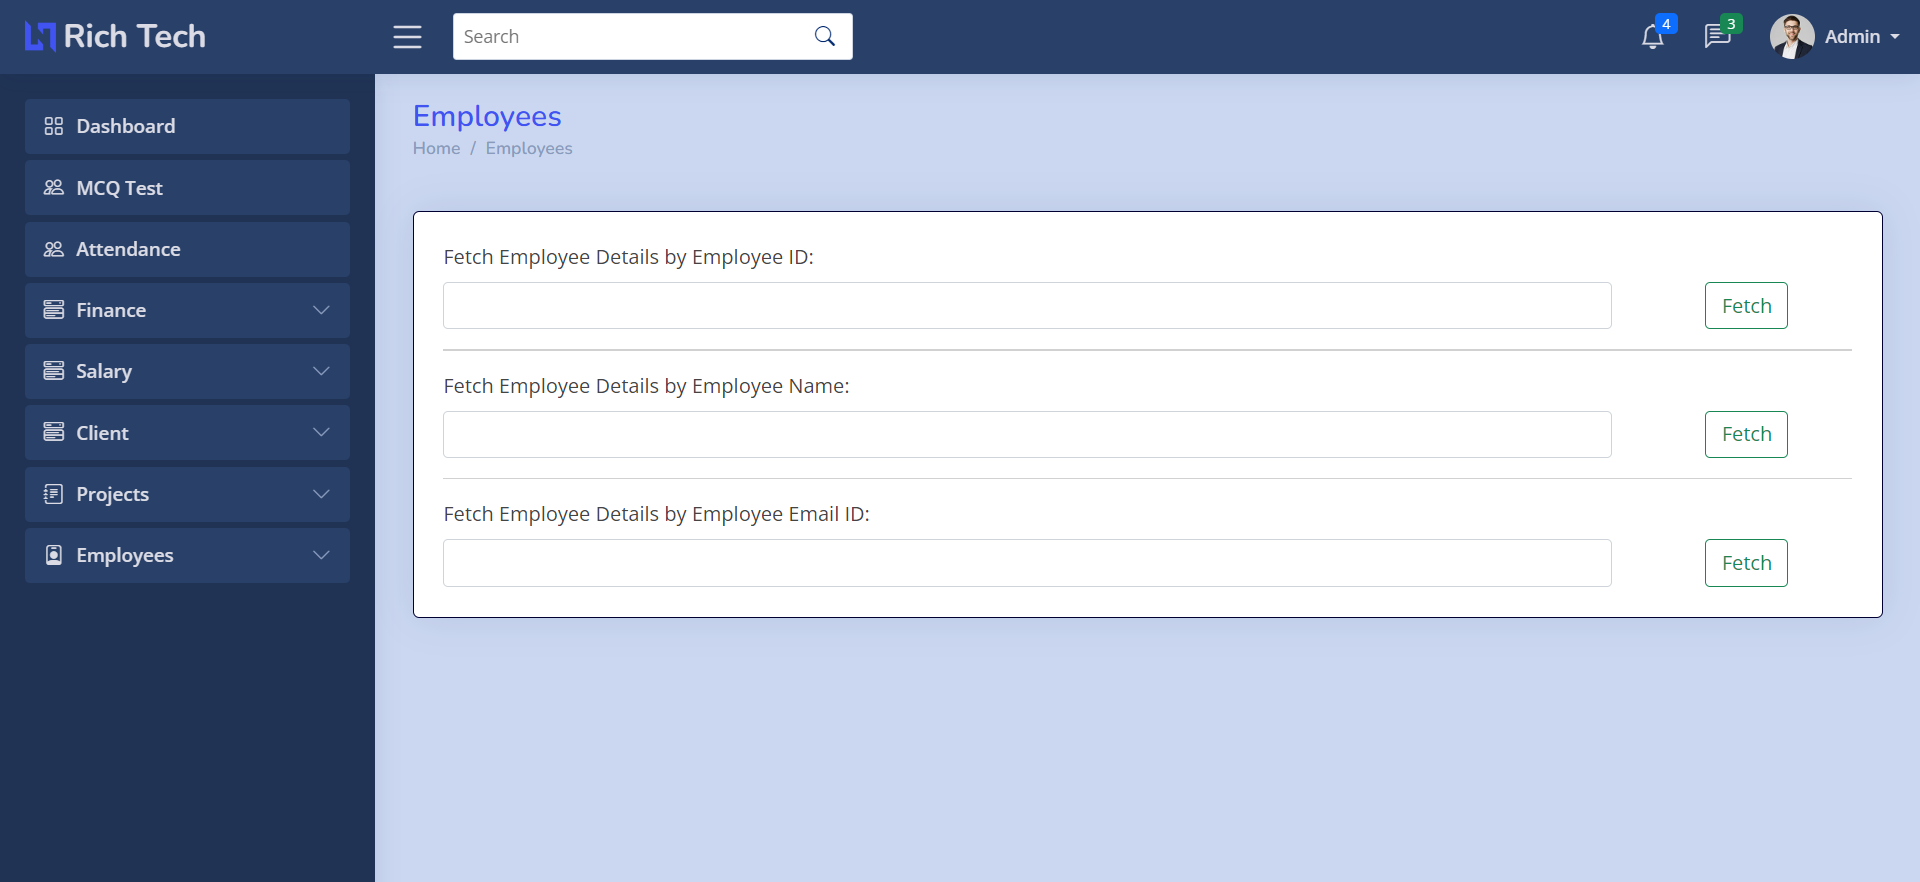 Rich Tech
Search
4
3
Admin
Dashboard
MCQ Test
Attendance
Finance
Salary
Client
Projects
Employees
Employees
Home / Employees
Fetch Employee Details by Employee ID:
Fetch
Fetch Employee Details by Employee Name:
Fetch
Fetch Employee Details by Employee Email ID:
Fetch